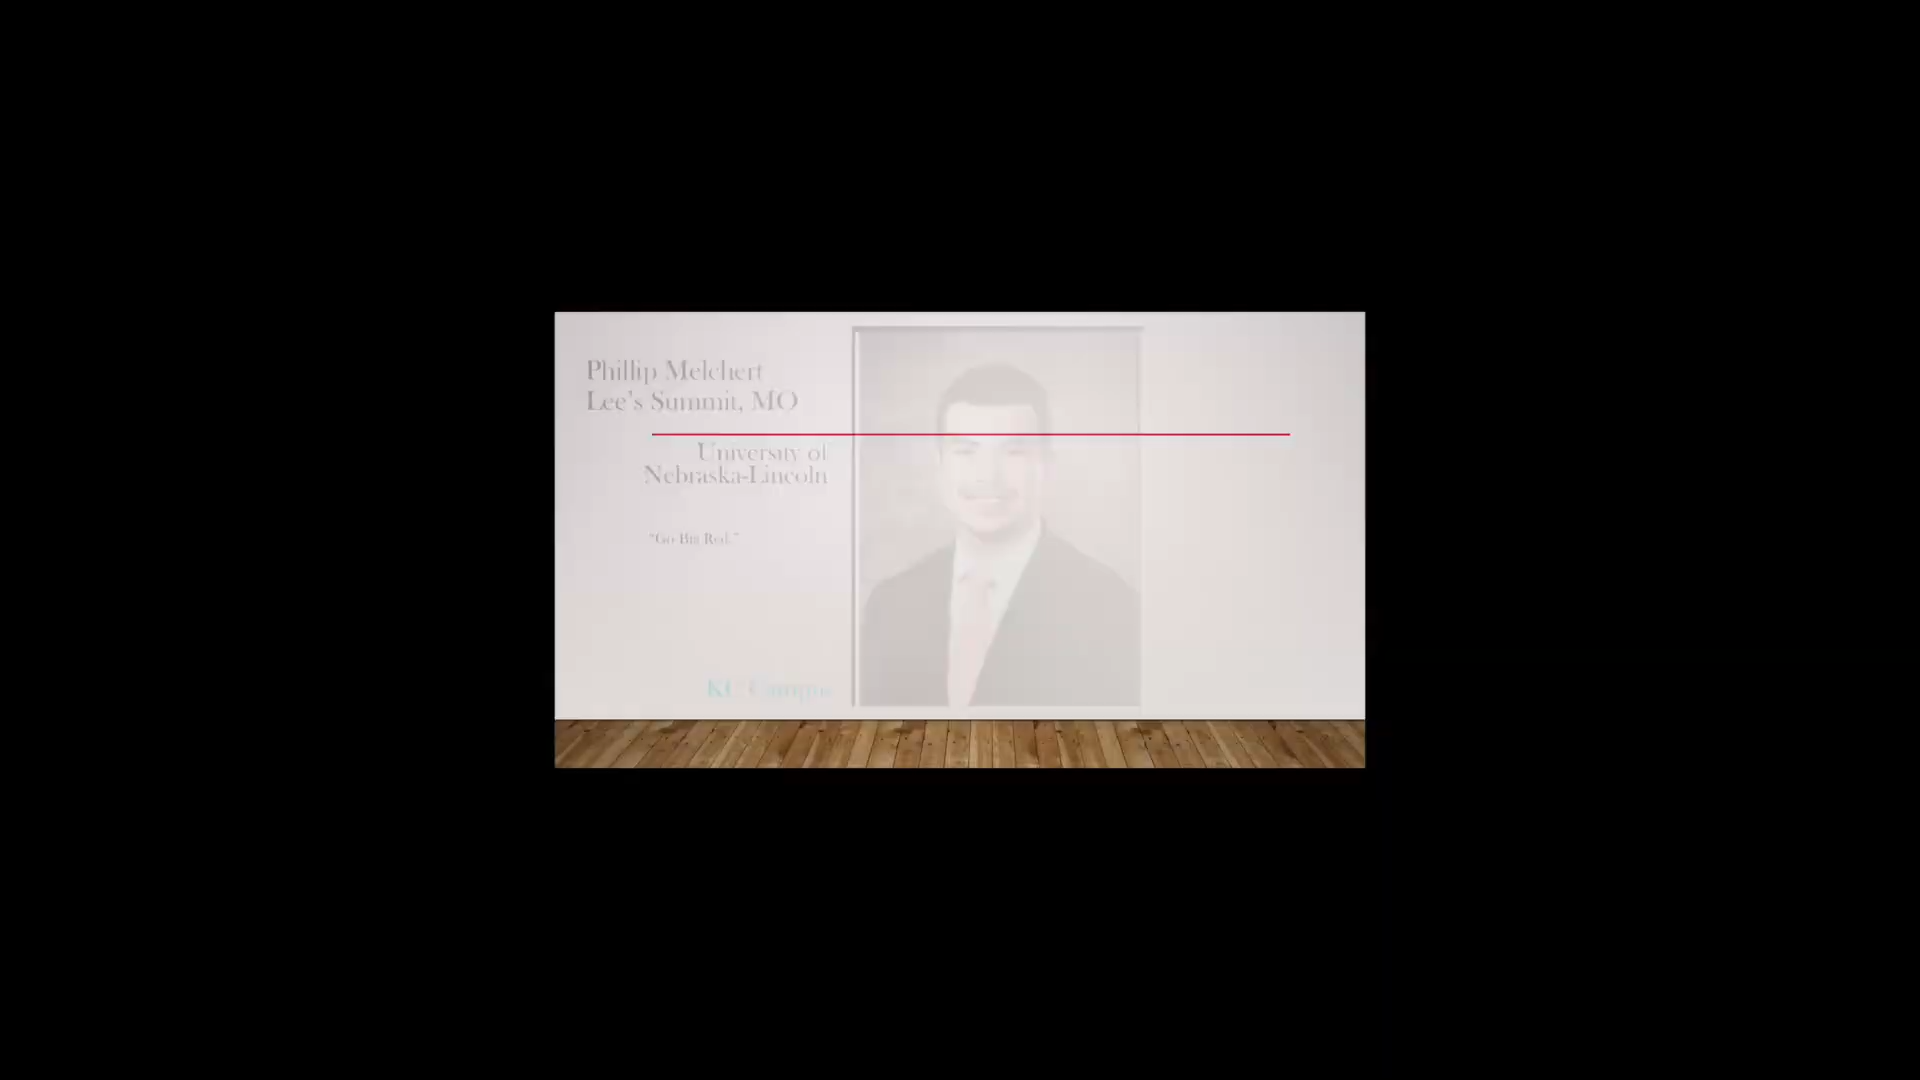 Phillip Melchert
Lee's Summit, MO
University of
Nebraska-Lincoln
"Go Big Red."
KC Campus